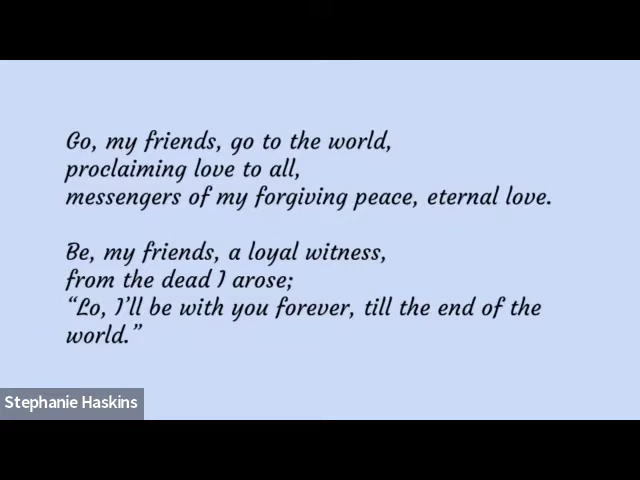 Go, my friends, go to the world,
proclaiming love to all,
messengers of my forgiving peace, eternal love.
Be, my friends, a loyal witness,
from the dead I arose;
“Lo, I’ll be with you forever, till the end of the
world.”
Stephanie Haskins